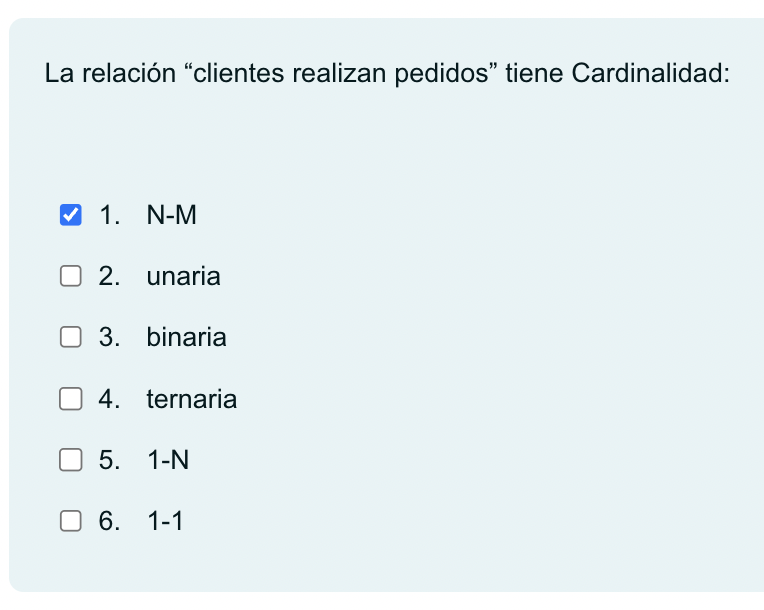 La relación “clientes realizan pedidos” tiene Cardinalidad:
1. N-M
2. unaria
3. binaria
4. ternaria
5. 1-N
6. 1-1